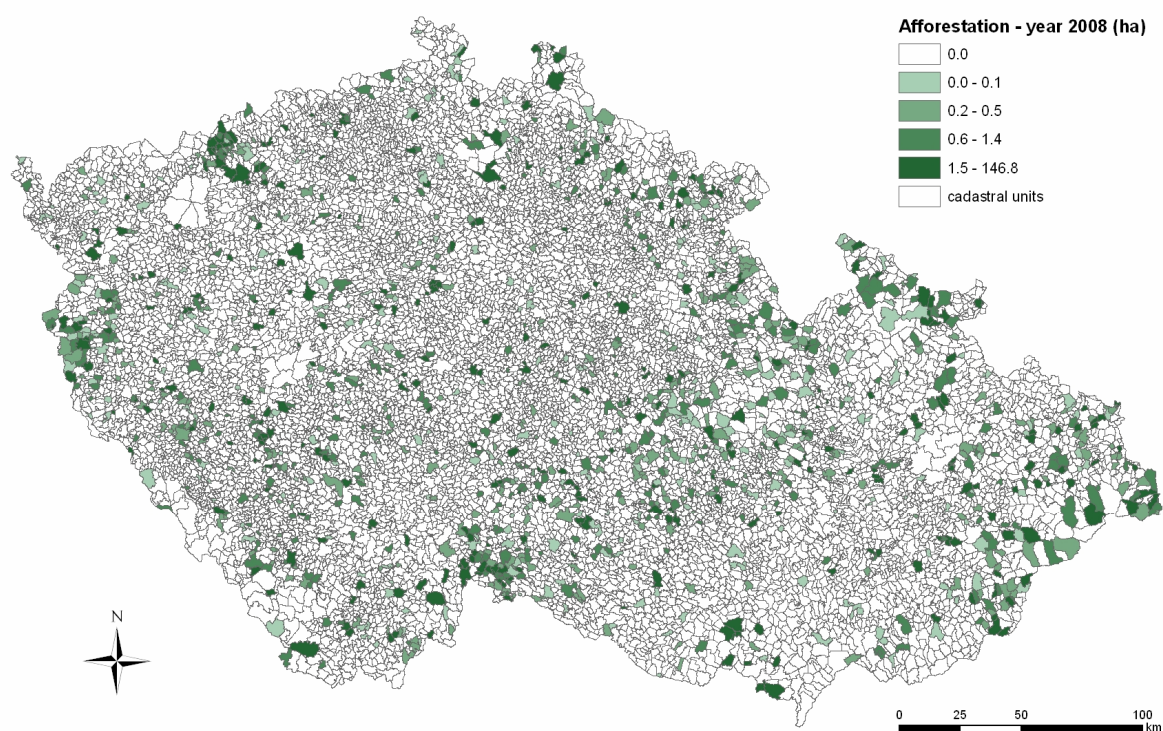 Afforestation - year 2008 (ha)
0.0
0.0 - 0.1
0.2 - 0.5
0.6 - 1.4
1.5 - 146.8
cadastral units
N
0 25 50 100
km